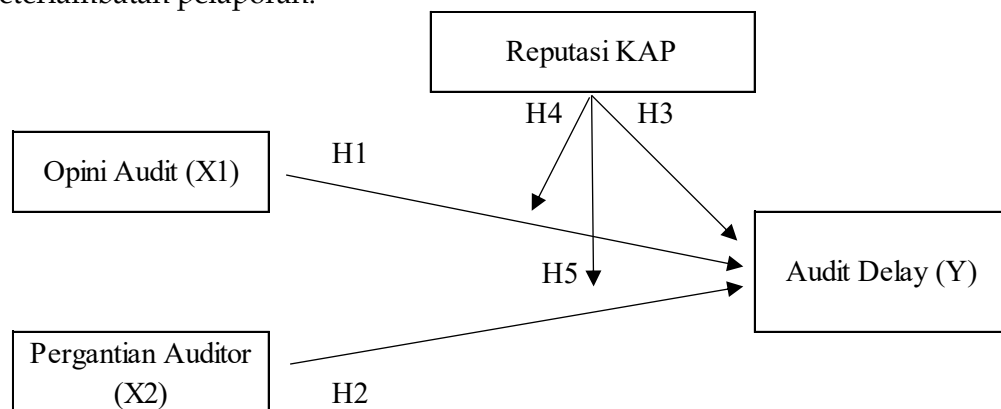 keterlambatan pelaporan.
Reputasi KAP
H4
H3
H1
Opini Audit (X1)
H5
Audit Delay (Y)
Pergantian Auditor
(X2)
H2